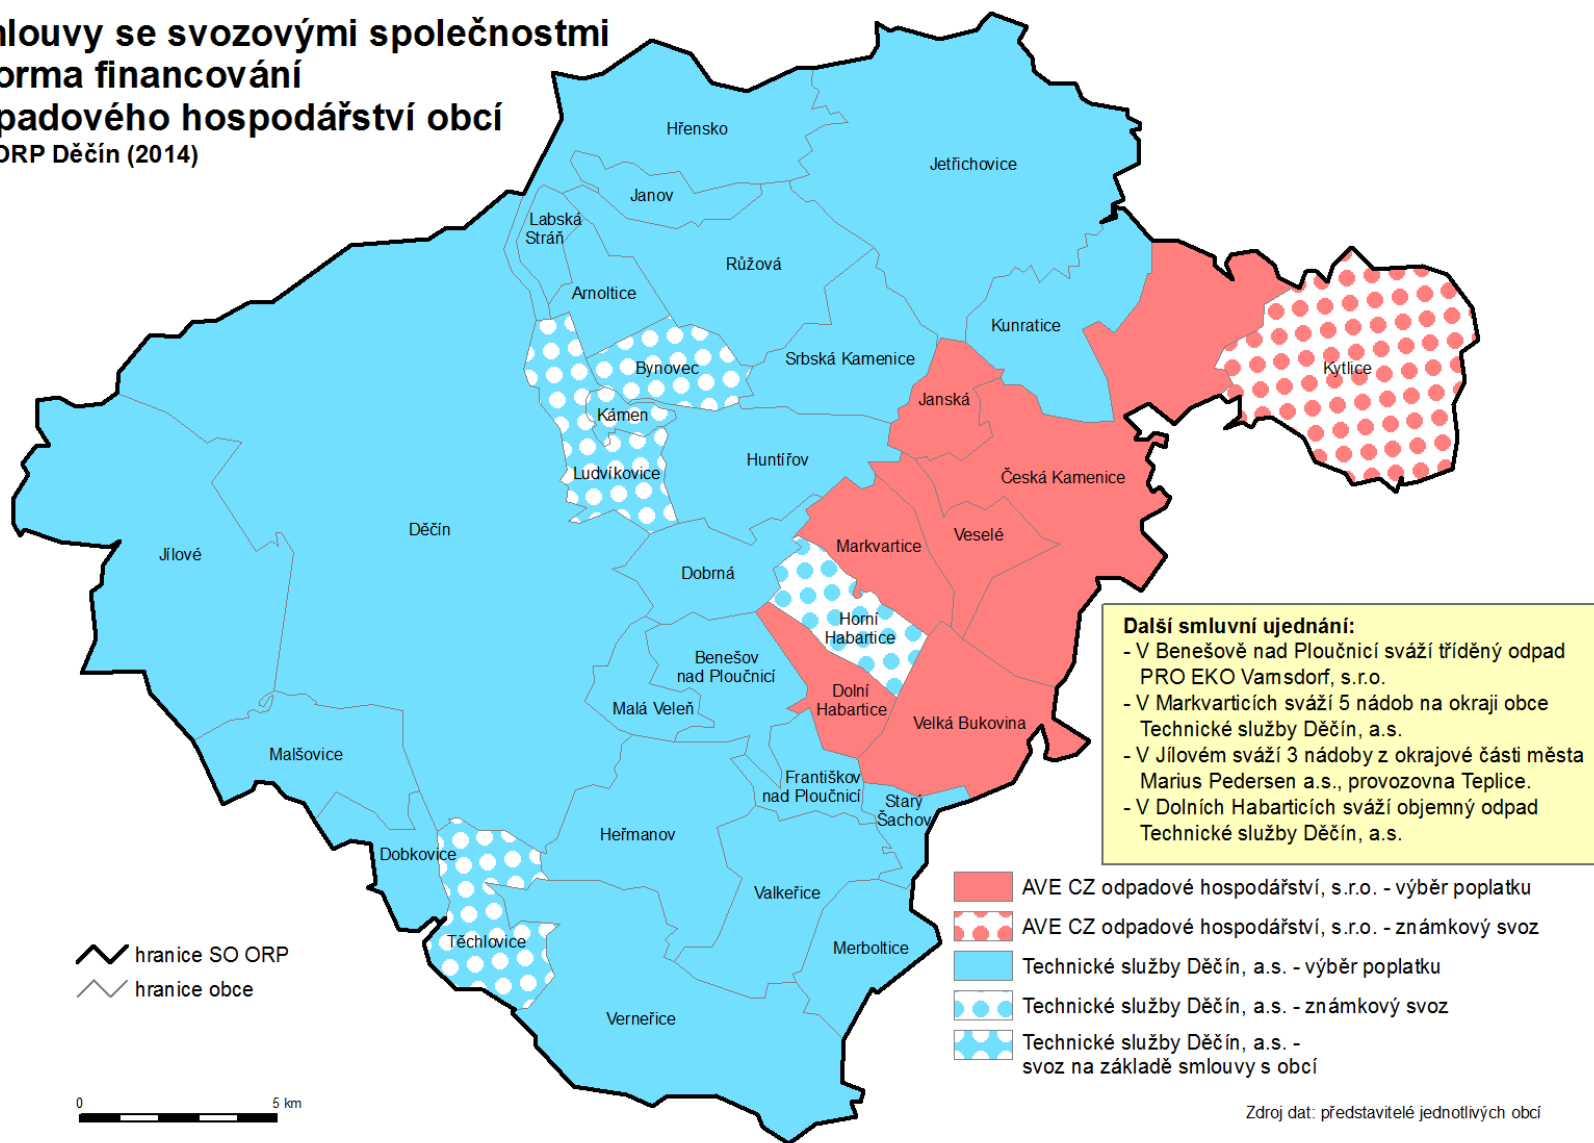 mlouvy se svozovými společnostmi
orma financování
padového hospodářství obcí
ORP Děčín (2014)
Hřensko
Jetřichovice
Janov
Labská
Stráň
Růžová
Arnoltice
Kunratice
Srbská Kamenice
Bynovec
Kytlice
Janská
Kámen
Huntířov
Ludvíkovice
Česká Kamenice
Děčín
Veselé
Markvartice
Jílové
Dobrná
Horní
Habartice
Benešov
nad Ploučnicí
Dolní
Habartice
Malá Veleň
Velká Bukovina
Malšovice
Františkov
nad Ploučnicí
Starý
Šachov
Heřmanov
Dobkovice
Valkeřice
Těchlovice
Merboltice
Verneřice
Další smluvní ujednání:
- V Benešově nad Ploučnicí sváží tříděný odpad
PRO EKO Varnsdorf, s.r.o.
- V Markvarticích sváží 5 nádob na okraji obce
Technické služby Děčín, a.s.
- V Jílovém sváží 3 nádoby z okrajové části města
Marius Pedersen a.s., provozovna Teplice.
- V Dolních Habarticích sváží objemný odpad
Technické služby Děčín, a.s.
AVE CZ odpadové hospodářství, s.r.o. - výběr poplatku
AVE CZ odpadové hospodářství, s.r.o. - známkový svoz
Technické služby Děčín, a.s. - výběr poplatku
Technické služby Děčín, a.s. - známkový svoz
Technické služby Děčín, a.s. -
svoz na základě smlouvy s obcí
hranice SO ORP
hranice obce
0 5 km
Zdroj dat: představitelé jednotlivých obcí